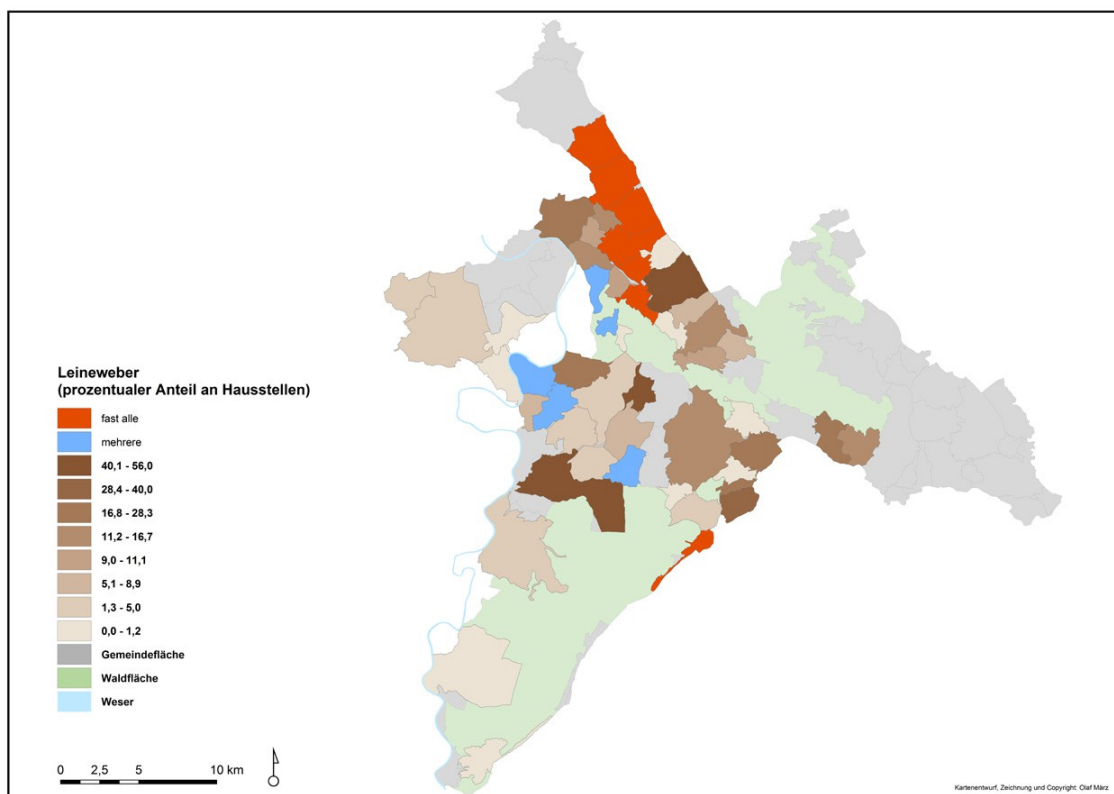 Leineweber
(prozentualer Anteil an Hausstellen)
fast alle
mehrere
40,1 - 56,0
28,4 - 40,0
16,8 - 28,3
11,2 - 16,7
9,0 - 11,1
5,1 - 8,9
1,3 - 5,0
0,0 - 1,2
Gemeindefläche
Waldfläche
Weser
0 2,5 5 10 km
Kartenentwurf, Zeichnung und Copyright: Olaf März